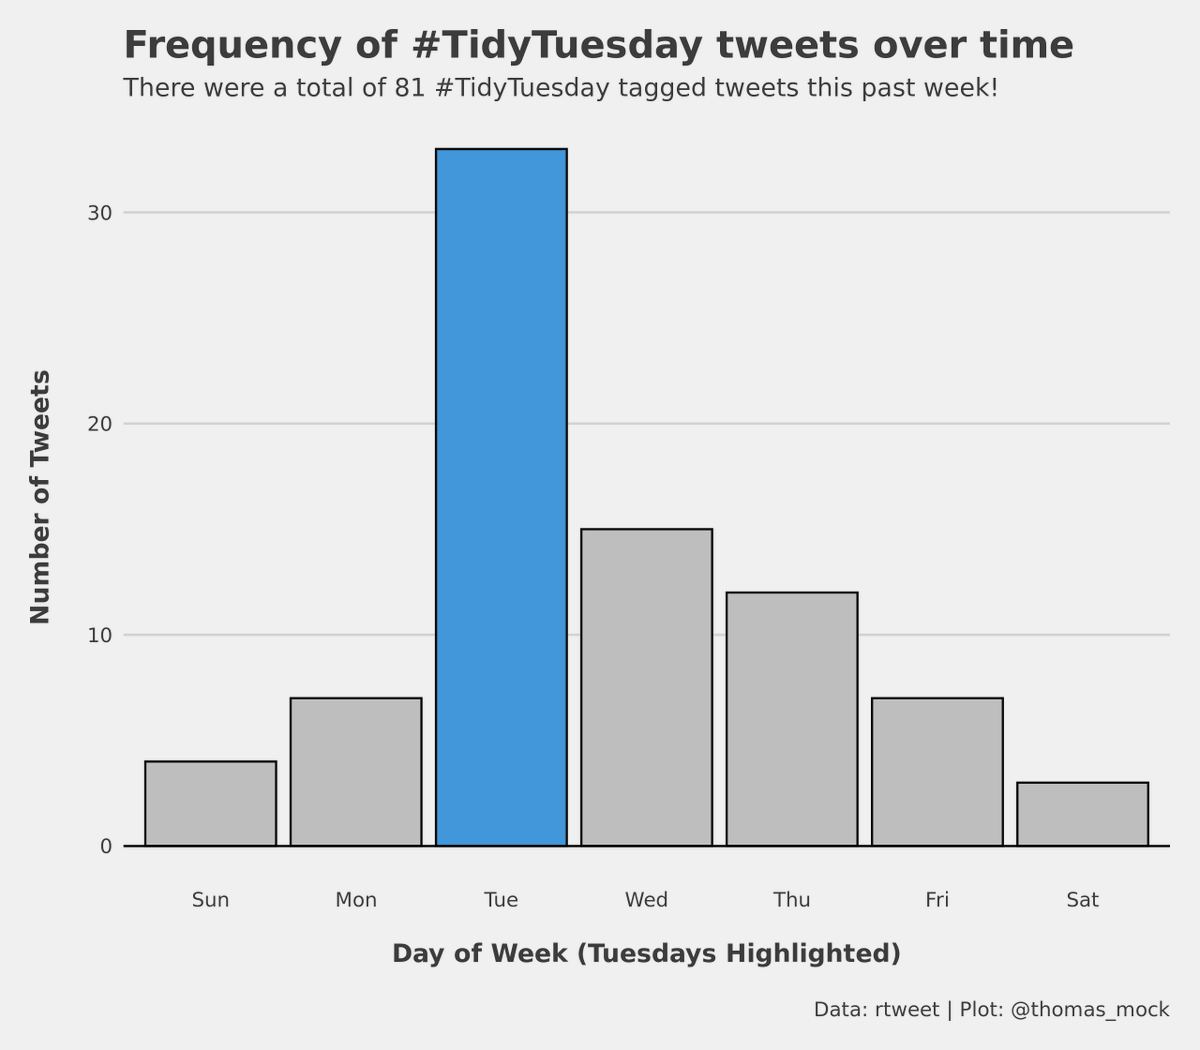 Frequency of #TidyTuesday tweets over time
There were a total of 81 #TidyTuesday tagged tweets this past week!
Number of Tweets
30
20
10
0
Sun Mon Tue Wed Thu Fri Sat
Day of Week (Tuesdays Highlighted)
Data: rtweet | Plot: @thomas_mock